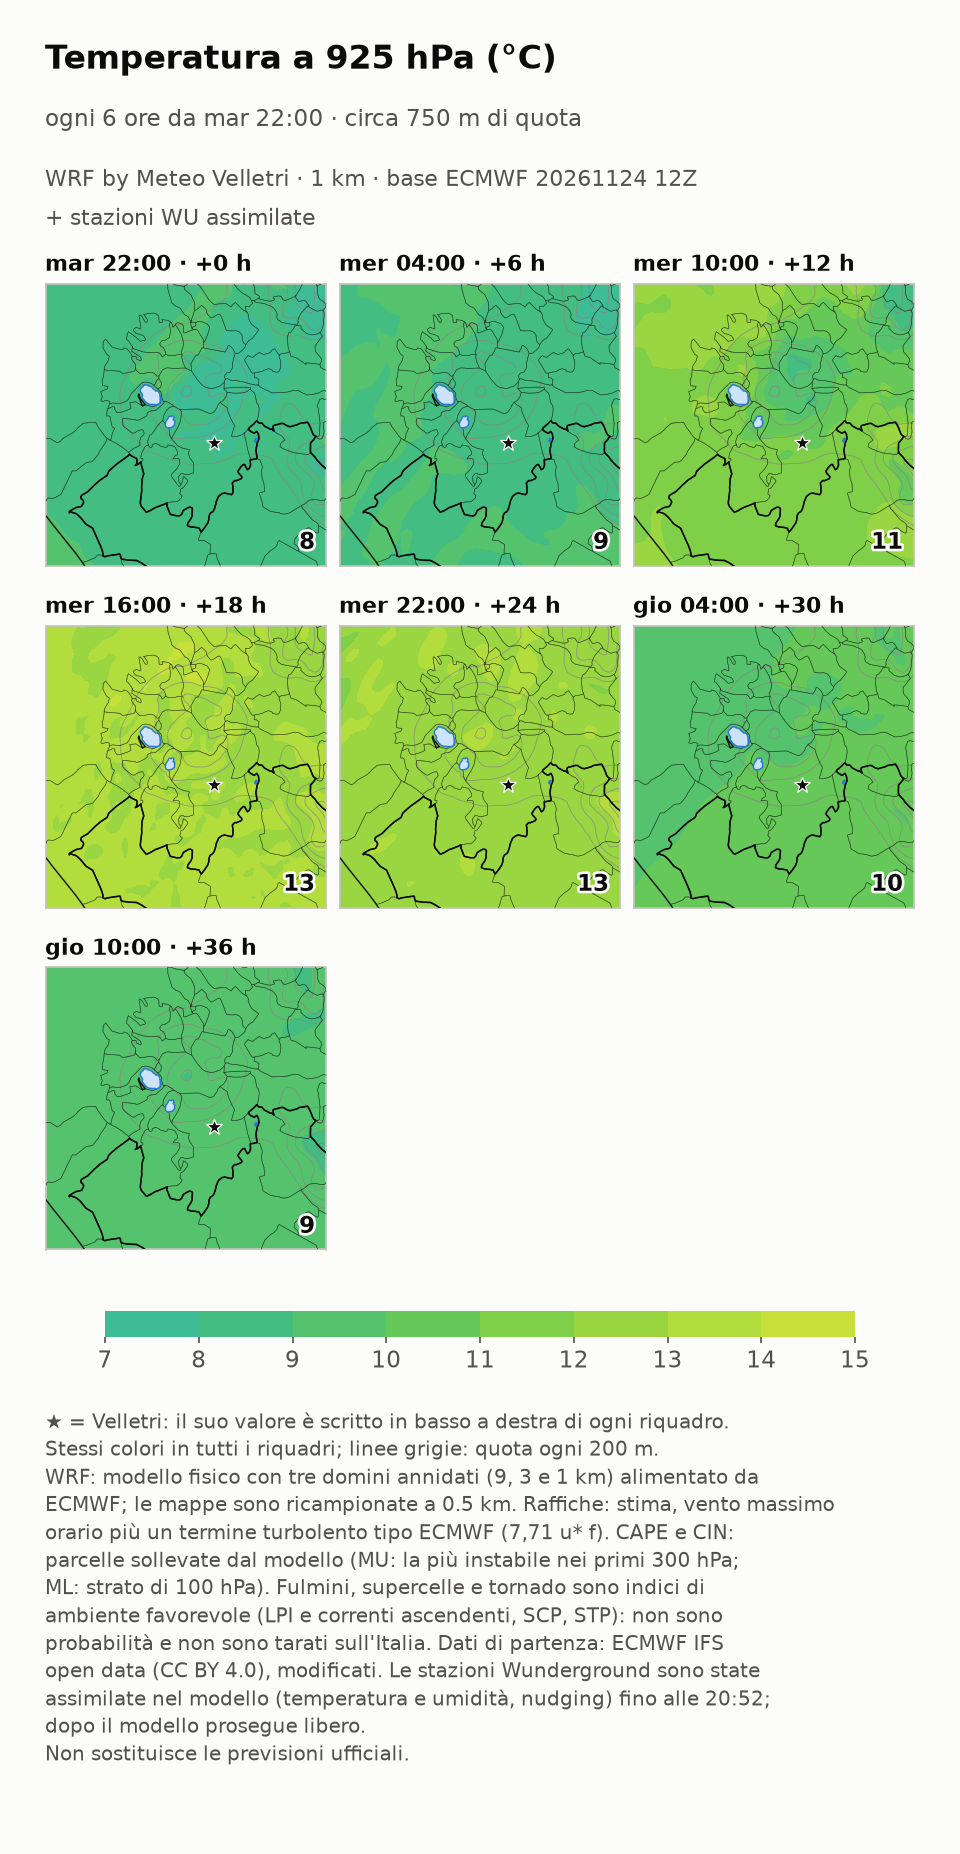 Temperatura a 925 hPa (°C)
ogni 6 ore da mar 22:00 · circa 750 m di quota
WRF by Meteo Velletri · 1 km · base ECMWF 20261124 12Z
+ stazioni WU assimilate
mar 22:00 · +0 h
mer 04:00 · +6 h
mer 10:00 · +12 h
8
9
11
mer 16:00 · +18 h
mer 22:00 · +24 h
gio 04:00 · +30 h
13
13
10
gio 10:00 · +36 h
9
7 8 9 10 11 12 13 14 15
★ = Velletri: il suo valore è scritto in basso a destra di ogni riquadro.
Stessi colori in tutti i riquadri; linee grigie: quota ogni 200 m.
WRF: modello fisico con tre domini annidati (9, 3 e 1 km) alimentato da
ECMWF; le mappe sono ricampionate a 0.5 km. Raffiche: stima, vento massimo
orario più un termine turbolento tipo ECMWF (7,71 u* f). CAPE e CIN:
parcelle sollevate dal modello (MU: la più instabile nei primi 300 hPa;
ML: strato di 100 hPa). Fulmini, supercelle e tornado sono indici di
ambiente favorevole (LPI e correnti ascendenti, SCP, STP): non sono
probabilità e non sono tarati sull'Italia. Dati di partenza: ECMWF IFS
open data (CC BY 4.0), modificati. Le stazioni Wunderground sono state
assimilate nel modello (temperatura e umidità, nudging) fino alle 20:52;
dopo il modello prosegue libero.
Non sostituisce le previsioni ufficiali.